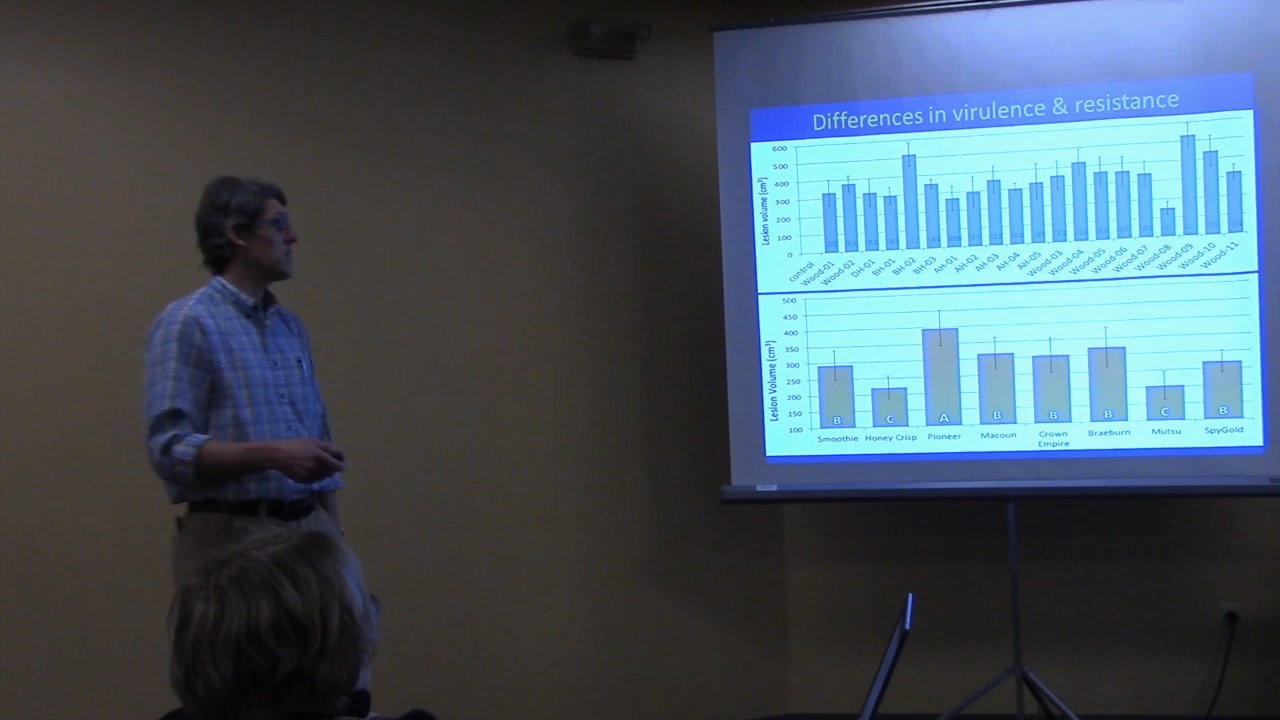 Differences in virulence & resistance
Lesion volume (cm³)
600
500
400
300
200
100
0
control
Wood-01
Wood-02
DH-01
BH-01
BH-02
BH-03
AH-01
AH-02
AH-03
AH-04
AH-05
Wood-03
Wood-04
Wood-05
Wood-06
Wood-07
Wood-08
Wood-09
Wood-10
Wood-11
Lesion Volume (cm³)
500
450
400
350
300
250
200
150
100
B C A B B B C B
Smoothie Honey Crisp Pioneer Macoun Crown Empire Braeburn Mutsu SpyGold